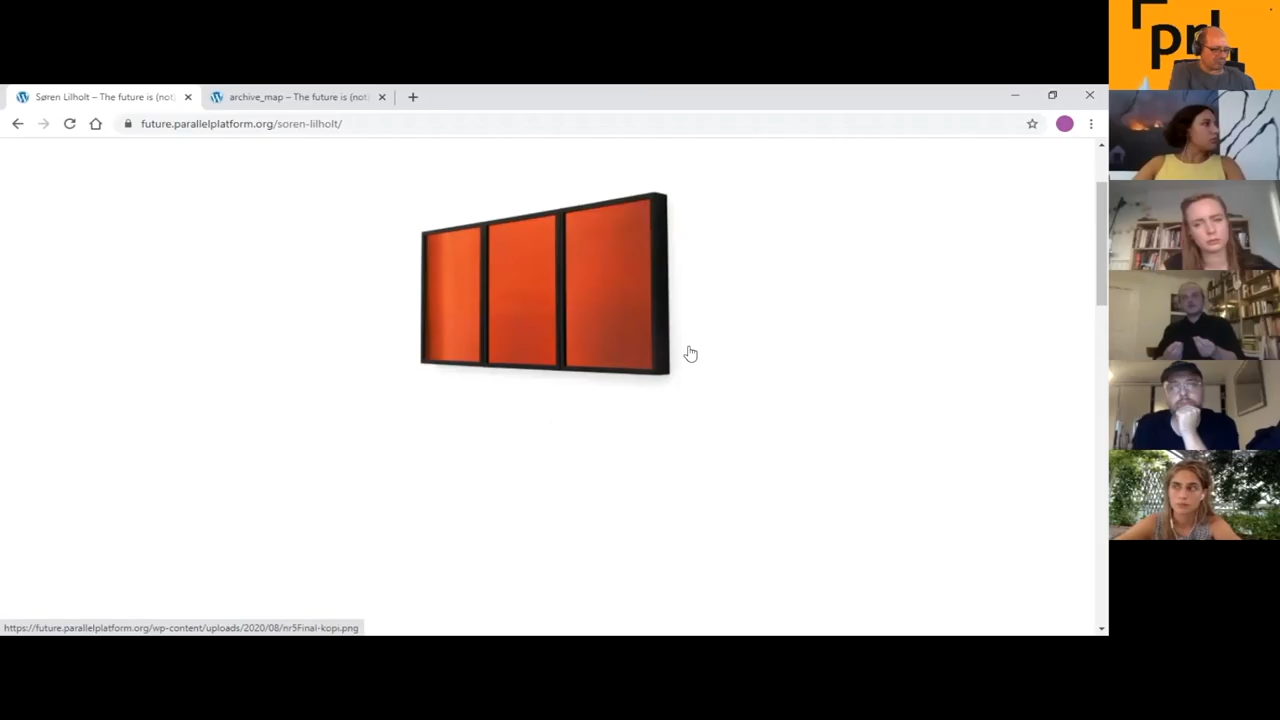 Søren Lilholt – The future is (not)
archive_map – The future is (not)
future.parallelplatform.org/soren-lilholt/
https://future.parallelplatform.org/wp-content/uploads/2020/08/nr5Final-kopi.png
prl